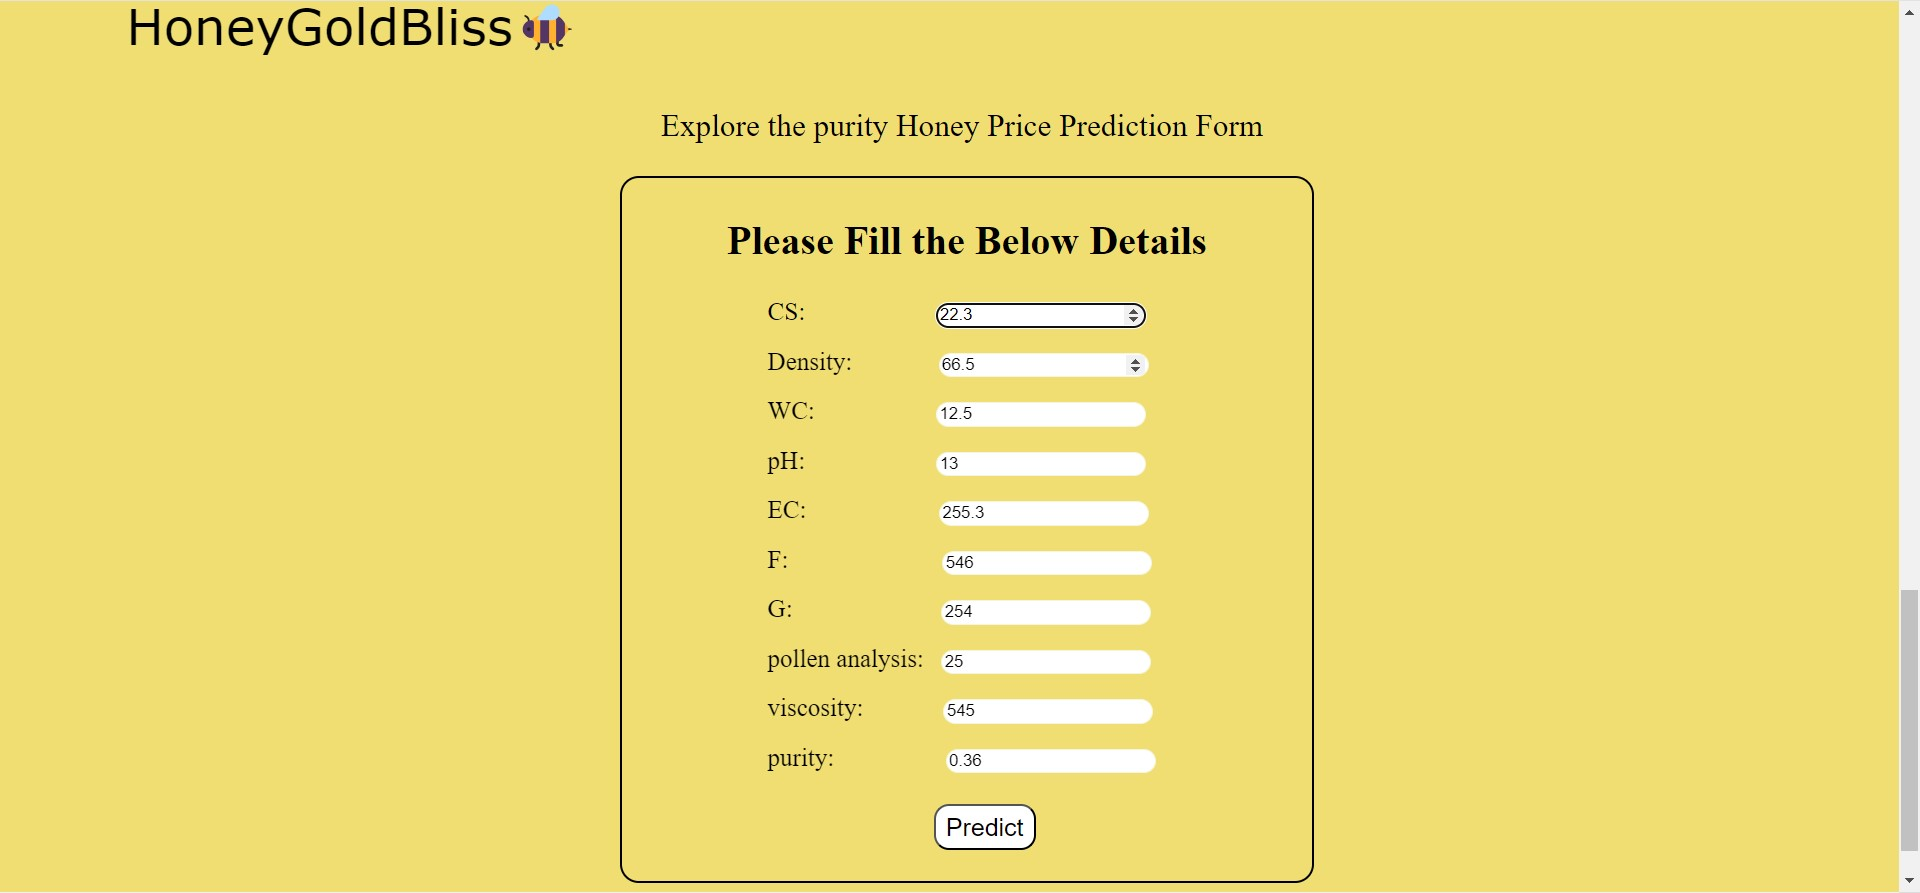 HoneyGoldBliss
Explore the purity Honey Price Prediction Form
Please Fill the Below Details
CS: 22.3
Density: 66.5
WC: 12.5
pH: 13
EC: 255.3
F: 546
G: 254
pollen analysis: 25
viscosity: 545
purity: 0.36
Predict